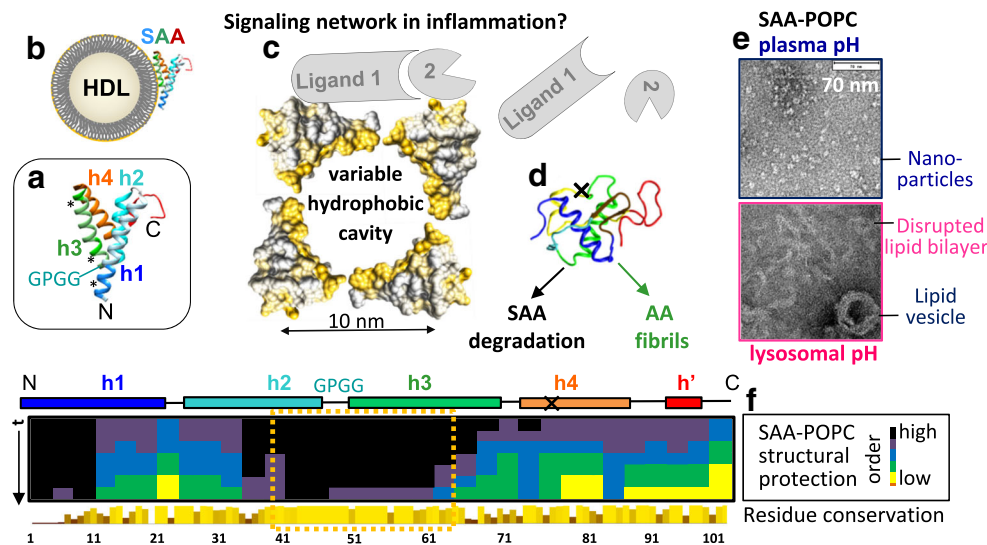 Signaling network in inflammation?
b
SAA
HDL
a
h4 h2
*
C
h3
*
GPGG
h1
*
N
c
Ligand 1
2
Ligand 1
2
variable
hydrophobic
cavity
10 nm
d
SAA
degradation
AA
fibrils
SAA-POPC
e
plasma pH
70 nm
Nano-
particles
Disrupted
lipid bilayer
Lipid
vesicle
lysosomal pH
N h1 h2 GPGG h3 h4 h' C
t
f
SAA-POPC
structural
protection
order
high
low
Residue conservation
1 11 21 31 41 51 61 71 81 91 101